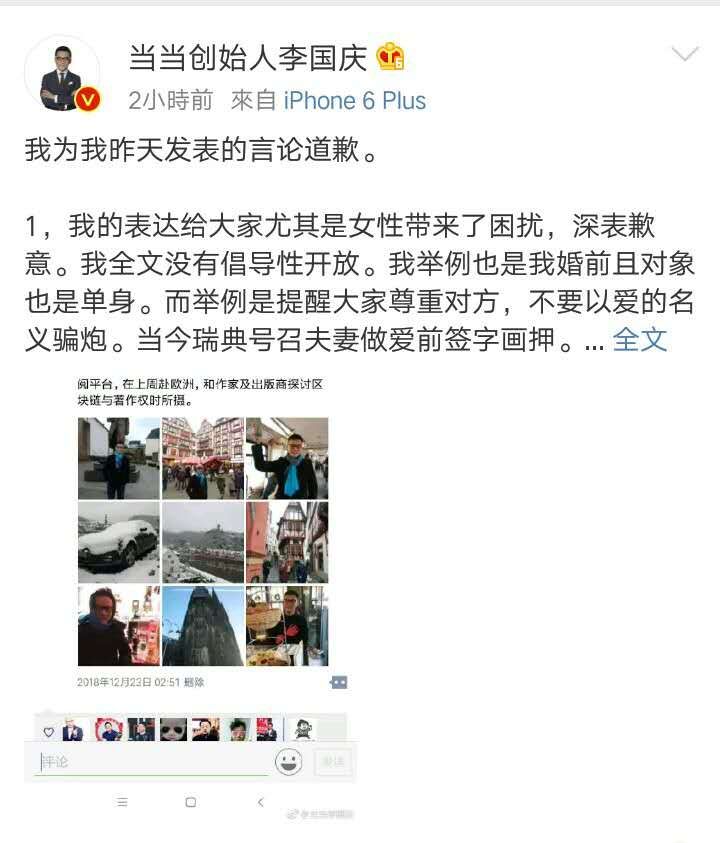 当当创始人李国庆
2小時前 來自 iPhone 6 Plus
我为我昨天发表的言论道歉。
1，我的表达给大家尤其是女性带来了困扰，深表歉
意。我全文没有倡导性开放。我举例也是我婚前且对象
也是单身。而举例是提醒大家尊重对方，不要以爱的名
义骗炮。当今瑞典号召夫妻做爱前签字画押。... 全文
阅平台，在上周赴欧洲，和作家及出版商探讨区
块链与著作权时所摄。
2018年12月23日 02:51 删除
评论
发送